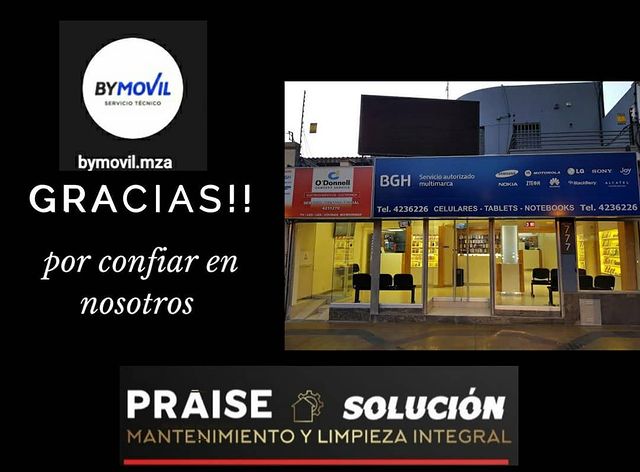 BYMOVIL
SERVICIO TÉCNICO
bymovil.mza
GRACIAS!!
por confiar en
nosotros
O'Donnell
4231270
BGH Servicio autorizado
multimarca
SAMSUNG MOTOROLA LG SONY
NOKIA ZTE HUAWEI BlackBerry ALCATEL
Tel. 4236226 CELULARES - TABLETS - NOTEBOOKS Tel. 4236226
777
PRAISE SOLUCIÓN
MANTENIMIENTO Y LIMPIEZA INTEGRAL